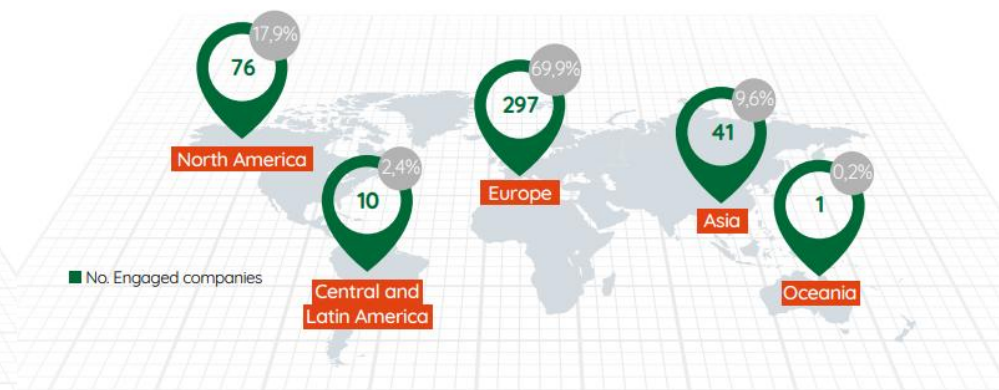 17,9%
76
North America
2,4%
10
Central and
Latin America
69,9%
297
Europe
9,6%
41
Asia
0,2%
1
Oceania
No. Engaged companies